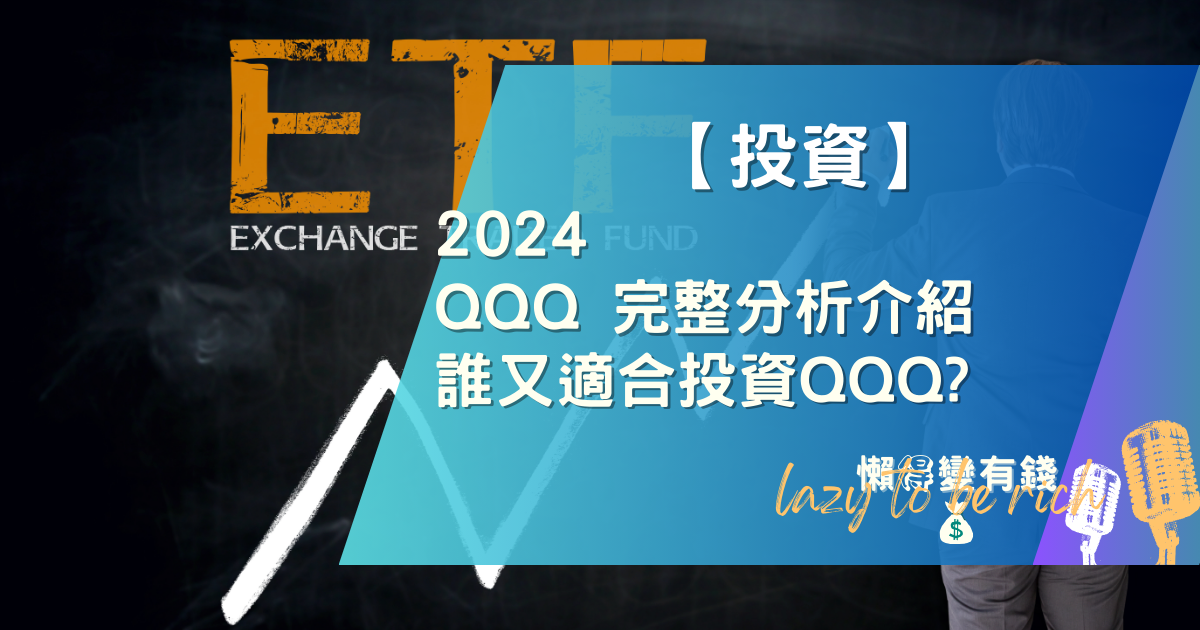 ETF
EXCHANGE TRADED FUND
【投資】
2024
QQQ 完整分析介紹
誰又適合投資QQQ?
懶得變有錢
lazy to be rich
$